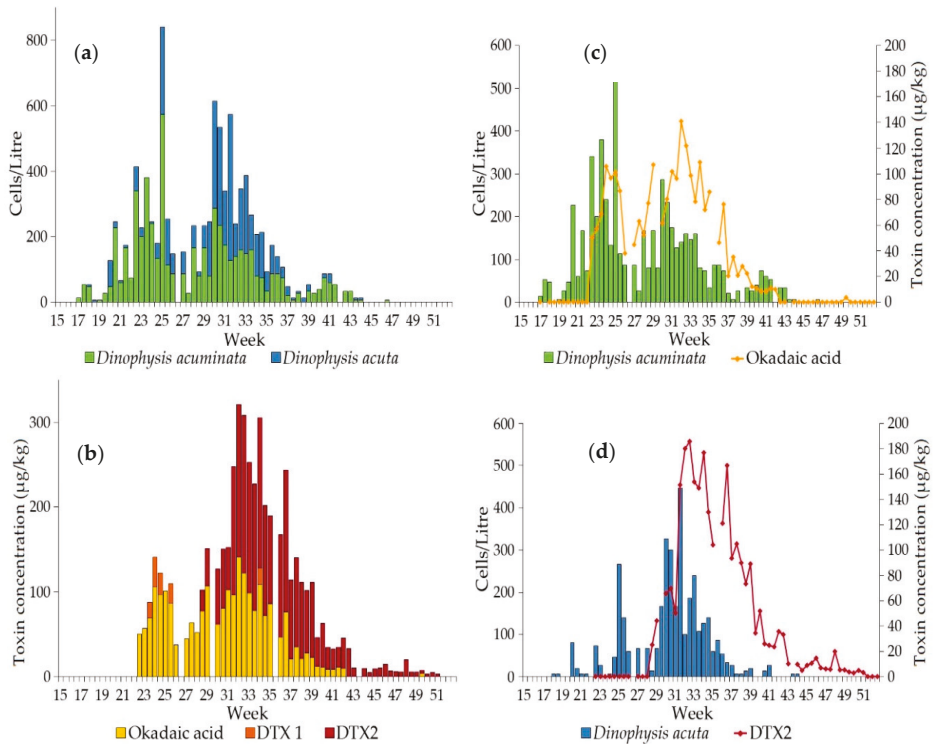 (a)
Cells/Litre
800
600
400
200
0
15 17 19 21 23 25 27 29 31 33 35 37 39 41 43 45 47 49 51
Week
Dinophysis acuminata Dinophysis acuta
(c)
Cells/Litre
600
500
400
300
200
100
0
Toxin concentration (µg/kg)
200
180
160
140
120
100
80
60
40
20
0
15 17 19 21 23 25 27 29 31 33 35 37 39 41 43 45 47 49 51
Week
Dinophysis acuminata Okadaic acid
(b)
Toxin concentration (µg/kg)
300
200
100
0
15 17 19 21 23 25 27 29 31 33 35 37 39 41 43 45 47 49 51
Week
Okadaic acid DTX 1 DTX2
(d)
Cells/Litre
600
500
400
300
200
100
0
Toxin concentration (µg/kg)
200
180
160
140
120
100
80
60
40
20
0
15 17 19 21 23 25 27 29 31 33 35 37 39 41 43 45 47 49 51
Week
Dinophysis acuta DTX2